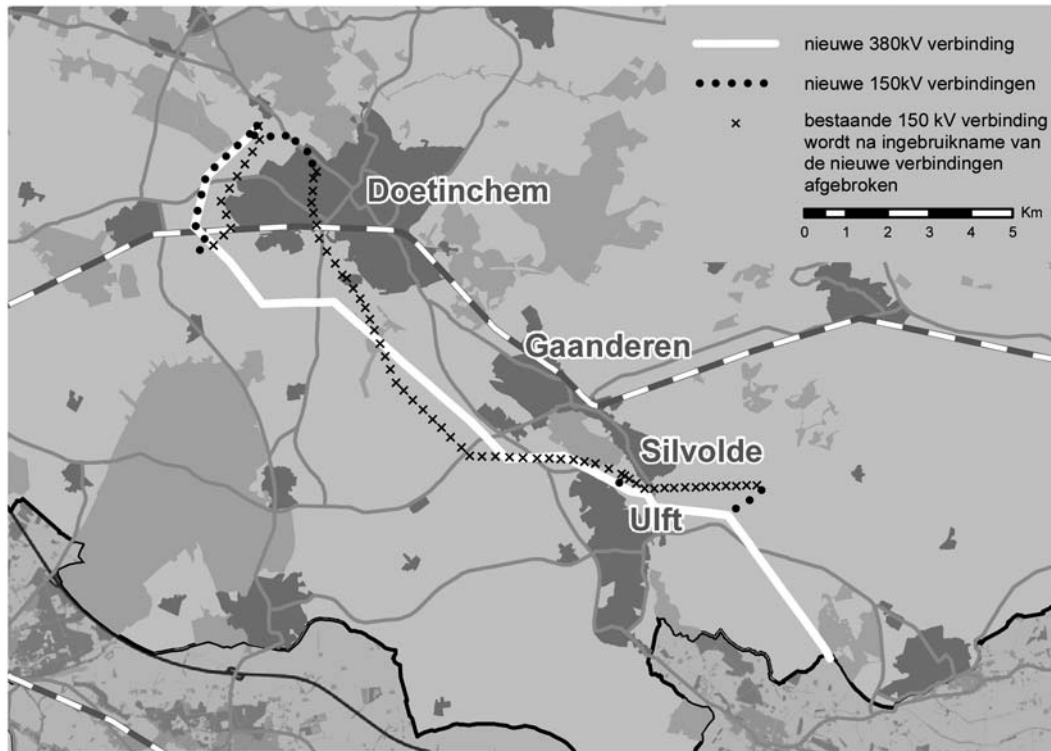 nieuwe 380kV verbinding
nieuwe 150kV verbindingen
bestaande 150 kV verbinding
wordt na ingebruikname van
de nieuwe verbindingen
afgebroken
Km
0 1 2 3 4 5
Doetinchem
Gaanderen
Silvolde
Ulft